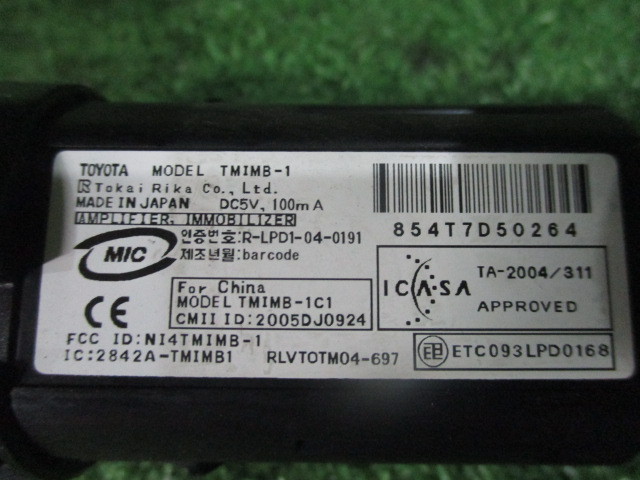 TOYOTA MODEL TMIMB-1
Tokai Rika Co., Ltd.
MADE IN JAPAN DC5V, 100mA
AMPLIFIER, IMMOBILIZER
MIC
인증번호:R-LPD1-04-0191
제조년월:barcode
For China
MODEL TMIMB-1C1
CMII ID:2005DJ0924
CE
FCC ID:NI4TMIMB-1
IC:2842A-TMIMB1
RLVTOTM04-697
854T7D50264
ICASA
TA-2004/311
APPROVED
ETC093LPD0168